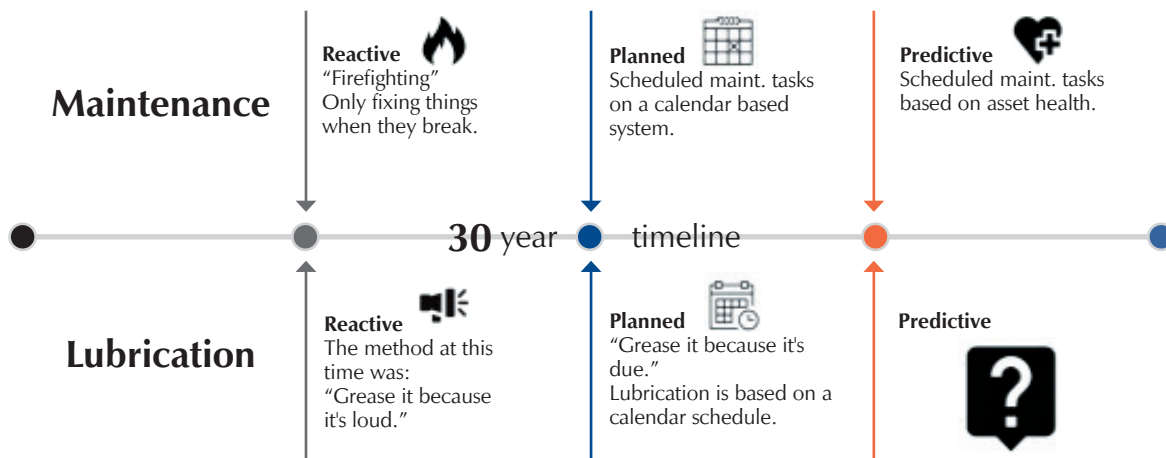 Maintenance
Reactive
“Firefighting”
Only fixing things
when they break.
Planned
Scheduled maint. tasks
on a calendar based
system.
Predictive
Scheduled maint. tasks
based on asset health.
30 year timeline
Lubrication
Reactive
The method at this
time was:
“Grease it because
it's loud.”
Planned
“Grease it because it's
due.”
Lubrication is based on a
calendar schedule.
Predictive
?